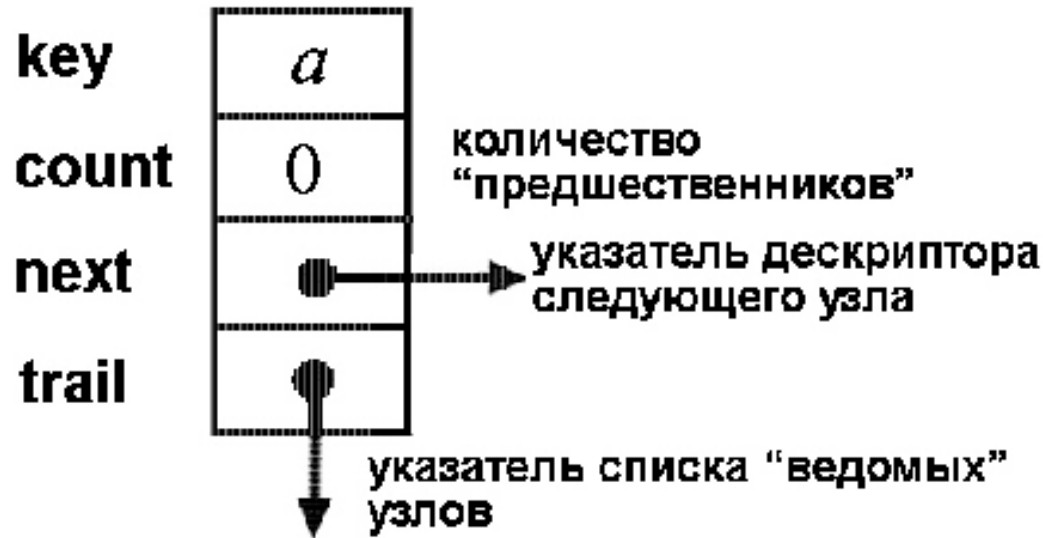 key
a
count
0
количество
“предшественников”
next
указатель дескриптора
следующего узла
trail
указатель списка “ведомых”
узлов